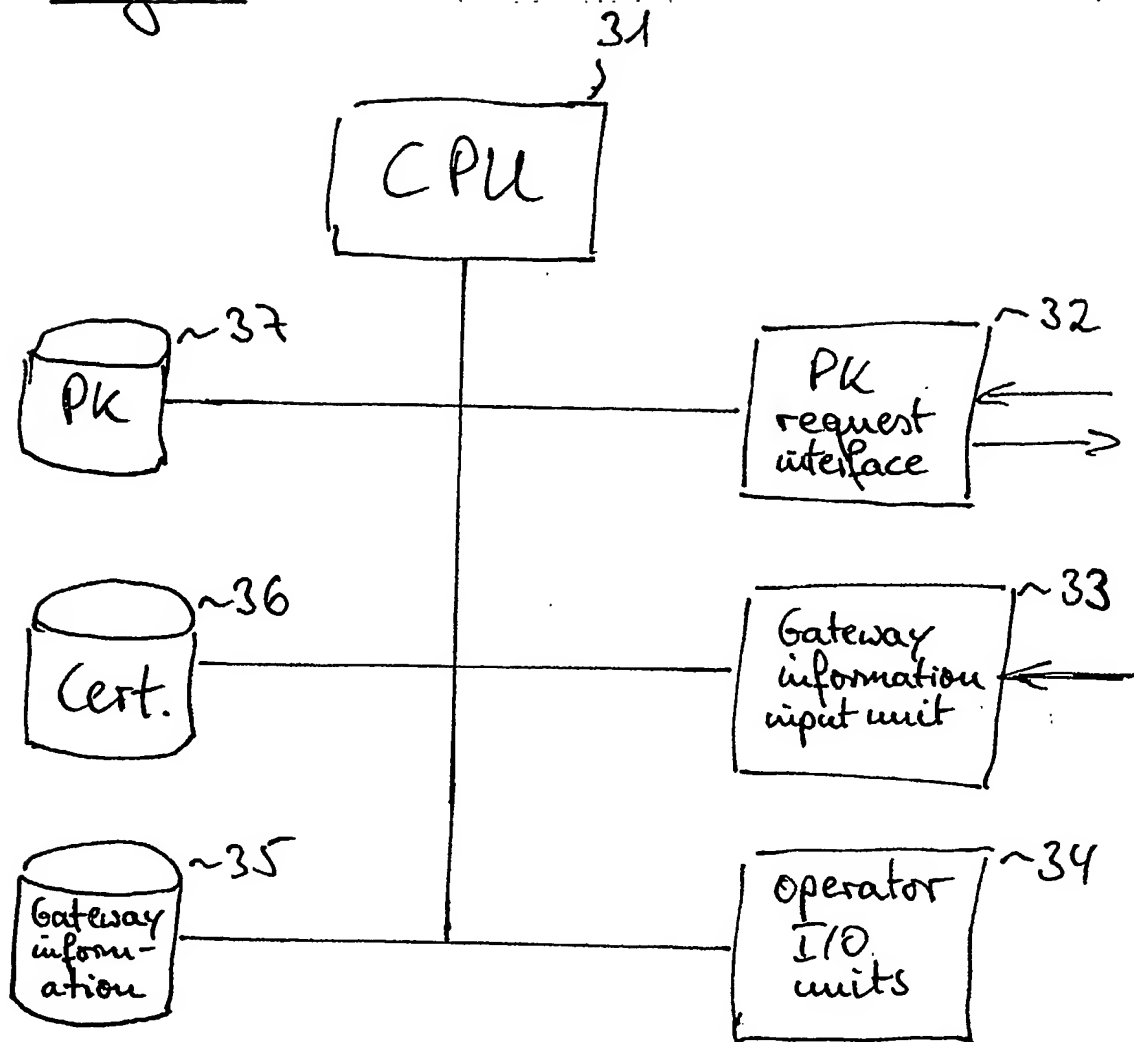 31
CPU
~37
PK
~32
PK
request
interface
~36
Cert.
~33
Gateway
information
input unit
~35
Gateway
inform-
ation
~34
operator
I/O
units